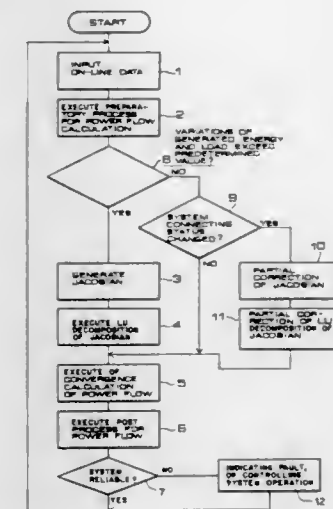 START
INPUT
ON-LINE DATA
1
EXECUTE PREPARA-
TORY PROCESS
FOR POWER FLOW
CALCULATION
2
VARIATIONS OF
GENERATED ENERGY
AND LOAD EXCEED
PREDETERMINED
VALUE?
8
NO
YES
9
SYSTEM
CONNECTING
STATUS
CHANGED?
YES
NO
10
GENERATE
JACOBIAN
3
PARTIAL
CORRECTION OF
JACOBIAN
EXECUTE LU
DECOMPOSITION
OF JACOBIAN
4
11
PARTIAL COR-
RECTION OF LU
DECOMPOSITION OF
JACOBIAN
EXECUTE OF
CONVERGENCE
CALCULATION
OF POWER FLOW
5
EXECUTE POST
PROCESS FOR
POWER FLOW
6
SYSTEM
RELIABLE?
NO
7
YES
INDICATING FAULT,
OF CONTROLLING
SYSTEM OPERATION
12